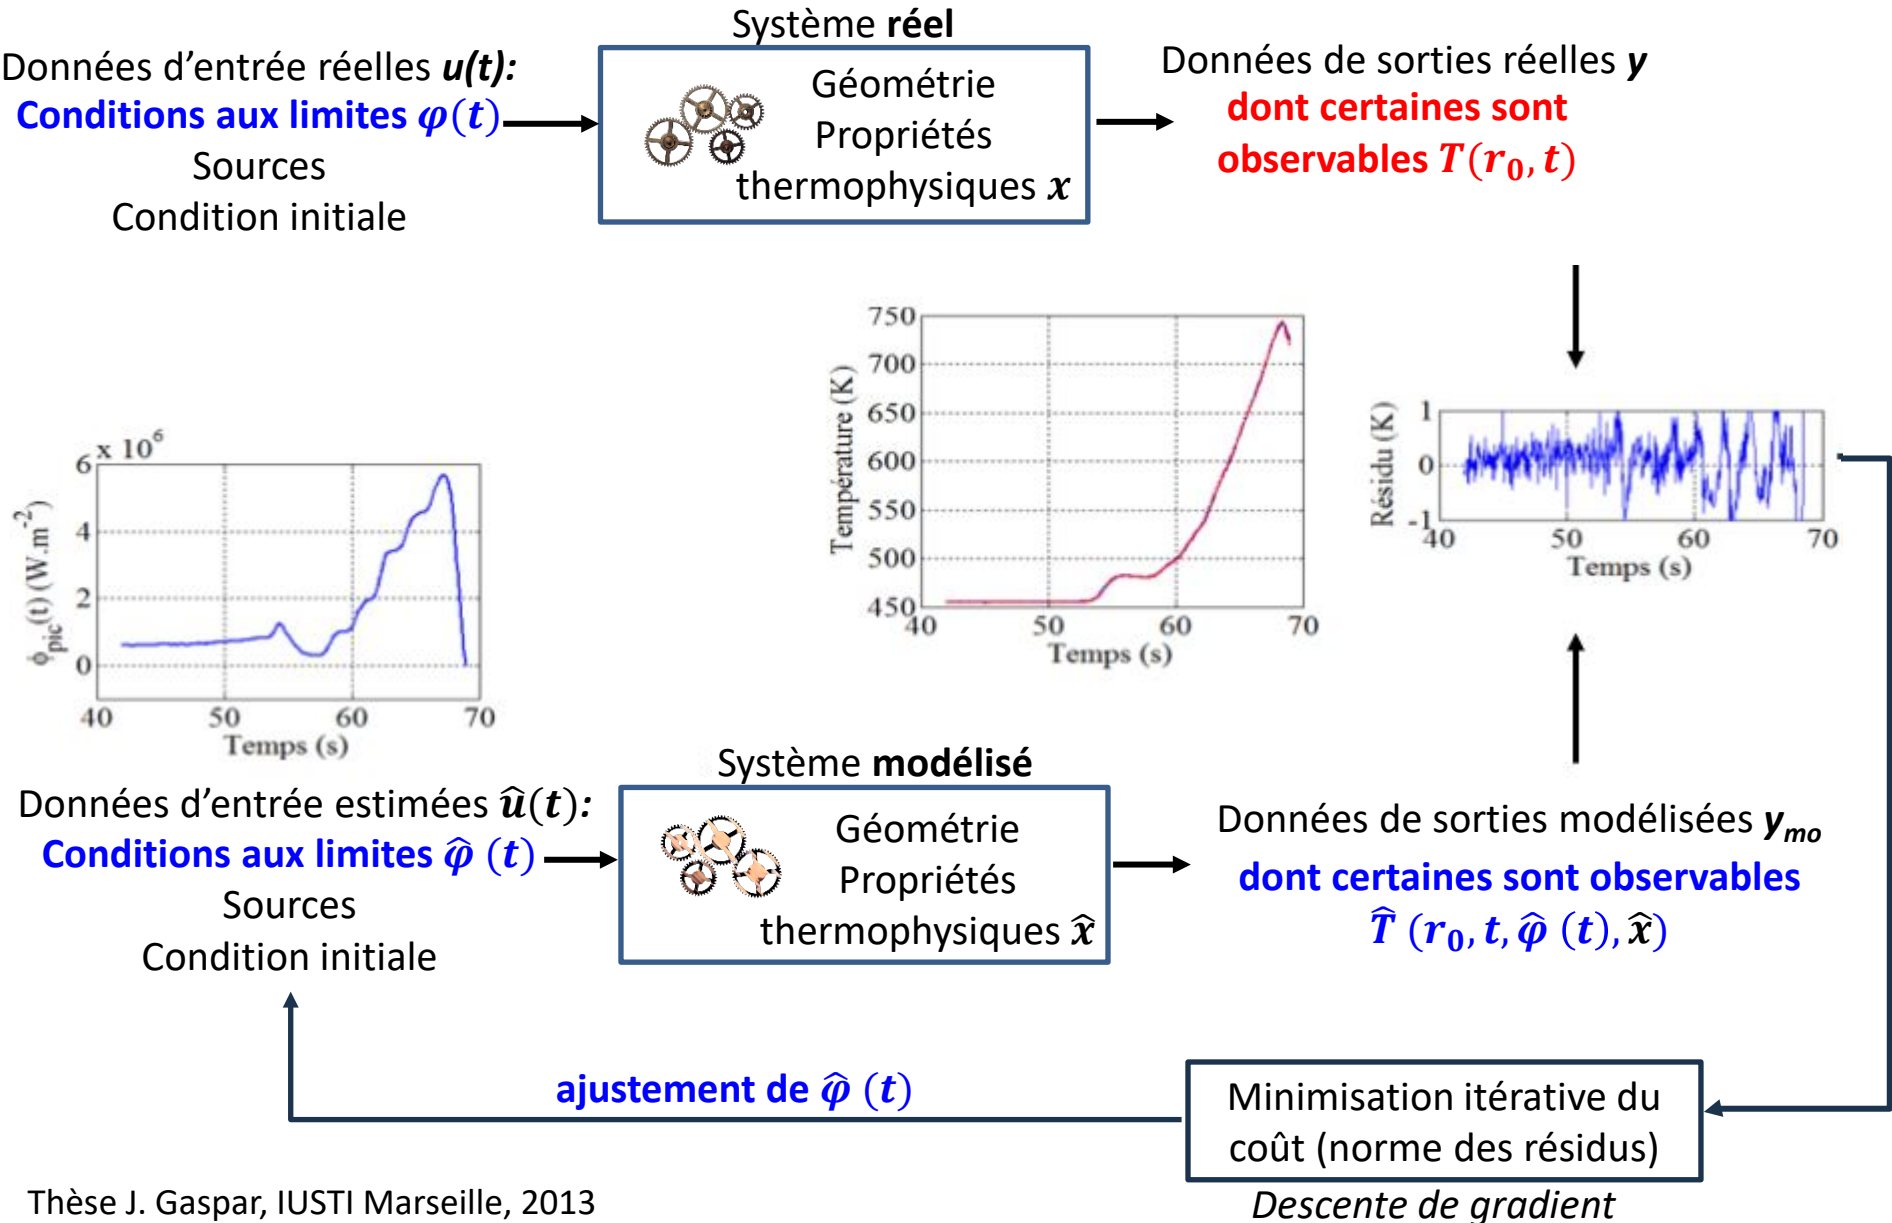 Système réel
Données d'entrée réelles u(t):
Conditions aux limites φ(t)
Sources
Condition initiale
Géométrie
Propriétés
thermophysiques x
Données de sorties réelles y
dont certaines sont
observables T(r₀, t)
x 10⁶
6
4
2
0
ϕpic(t) (W.m⁻²)
40 50 60 70
Temps (s)
750
700
650
600
550
500
450
Température (K)
40 50 60 70
Temps (s)
1
0
-1
Résidu (K)
40 50 60 70
Temps (s)
Système modélisé
Données d'entrée estimées û(t):
Conditions aux limites φ̂ (t)
Sources
Condition initiale
Géométrie
Propriétés
thermophysiques x̂
Données de sorties modélisées yₘₒ
dont certaines sont observables
T̂ (r₀, t, φ̂ (t), x̂)
ajustement de φ̂ (t)
Minimisation itérative du
coût (norme des résidus)
Descente de gradient
Thèse J. Gaspar, IUSTI Marseille, 2013